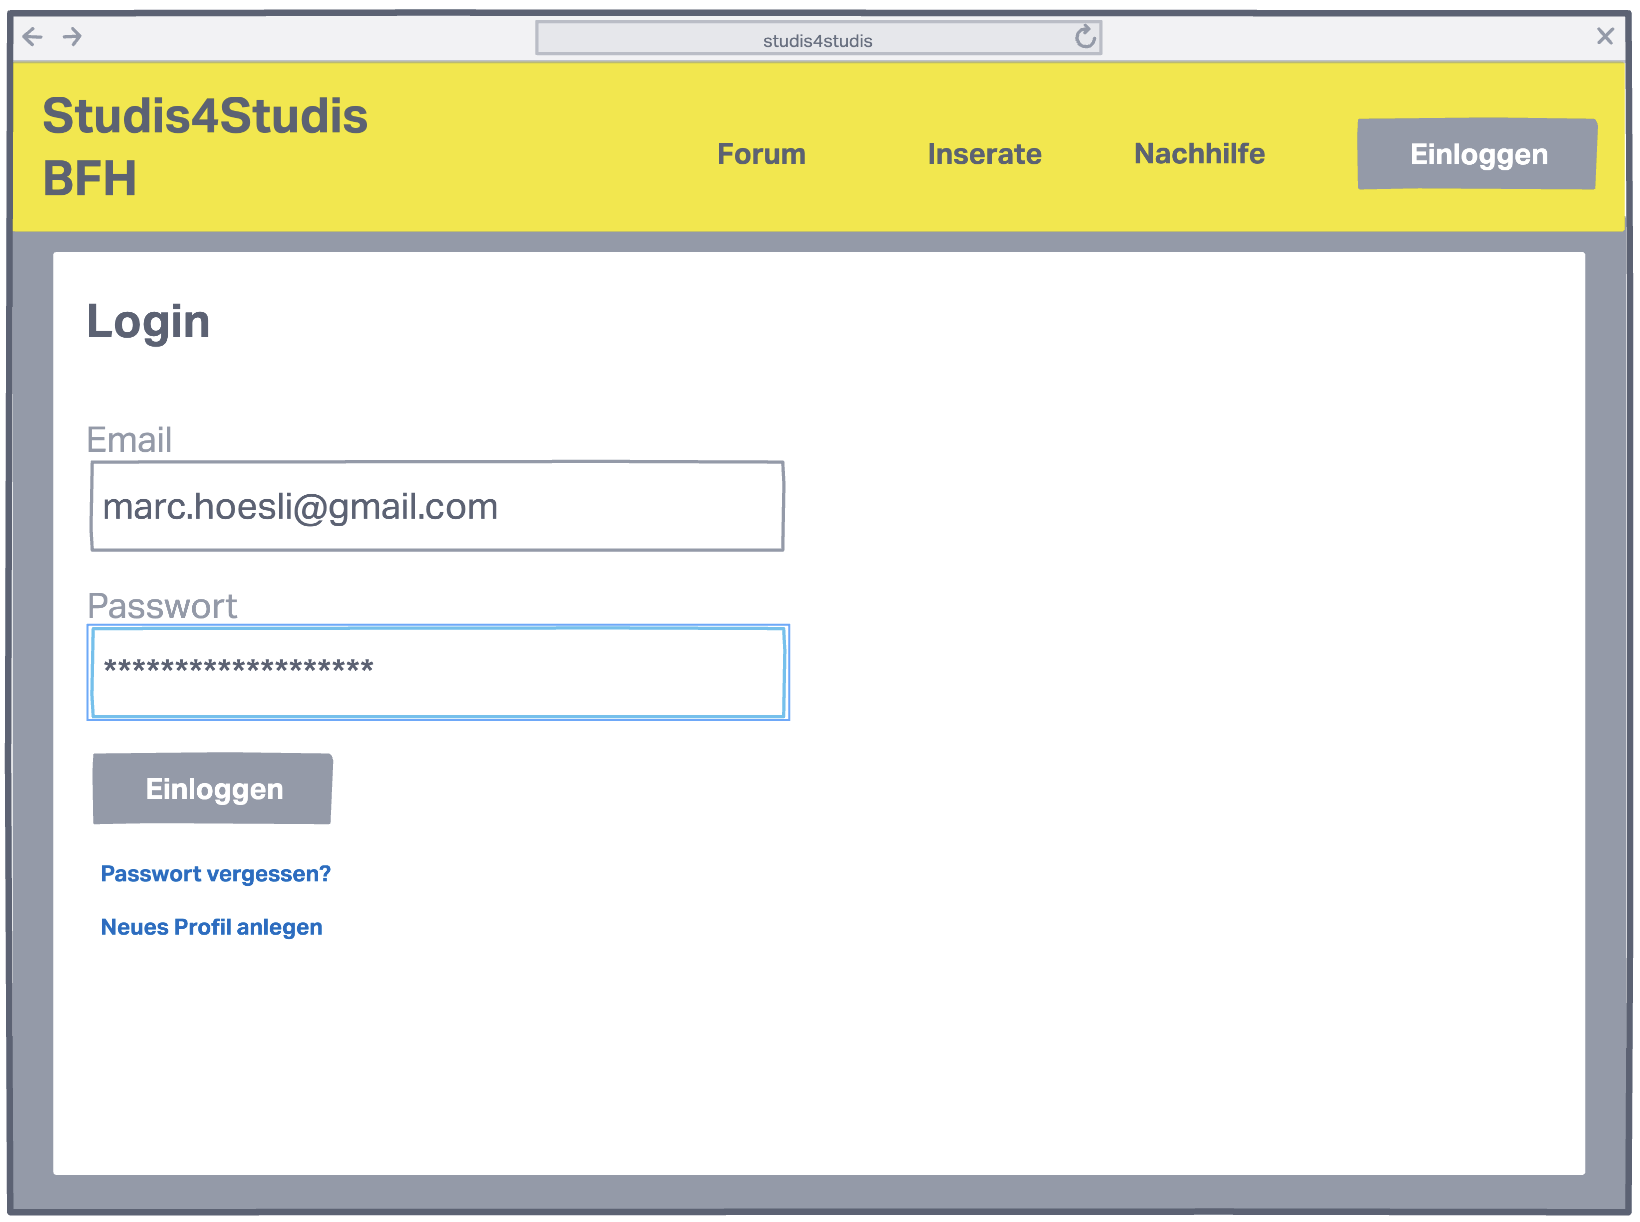 studis4studis
Studis4Studis
BFH
Forum
Inserate
Nachhilfe
Einloggen
Login
Email
marc.hoesli@gmail.com
Passwort
*******************
Einloggen
Passwort vergessen?
Neues Profil anlegen